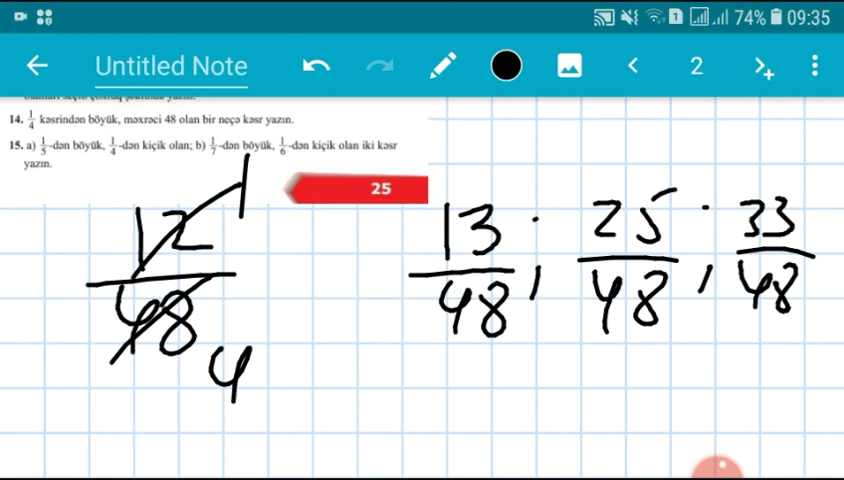 74% 09:35
Untitled Note 2
14. 1/4 kəsrindən böyük, məxrəci 48 olan bir neçə kəsr yazın.
15. a) 1/5-dən böyük, 1/4-dən kiçik olan; b) 1/7-dən böyük, 1/6-dən kiçik olan iki kəsr
yazın.
25
12 1
48 4
13 ; 25 ; 33
48 48 48